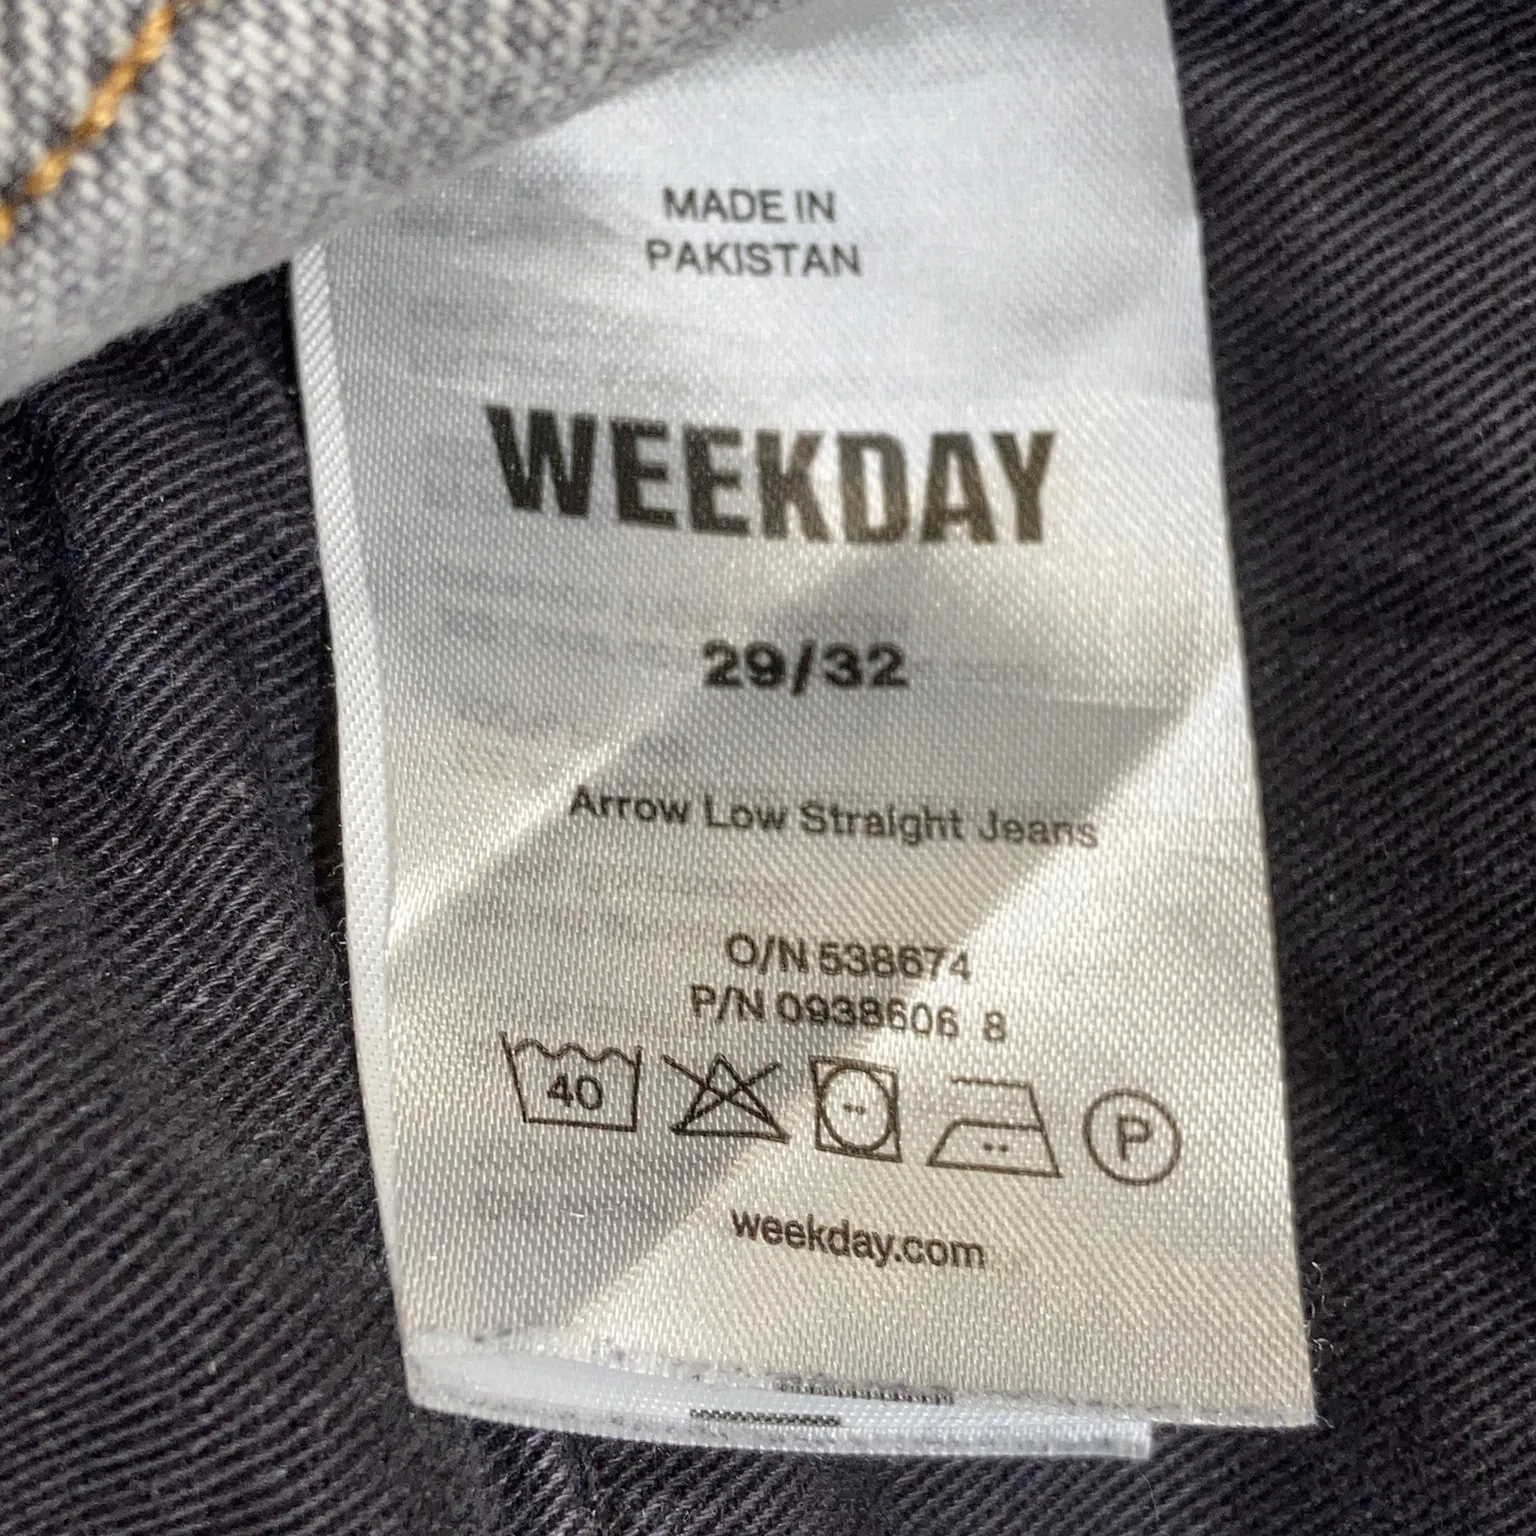 MADE IN
PAKISTAN
WEEKDAY
29/32
Arrow Low Straight Jeans
O/N 538674
P/N 0938606 8
40
P
weekday.com